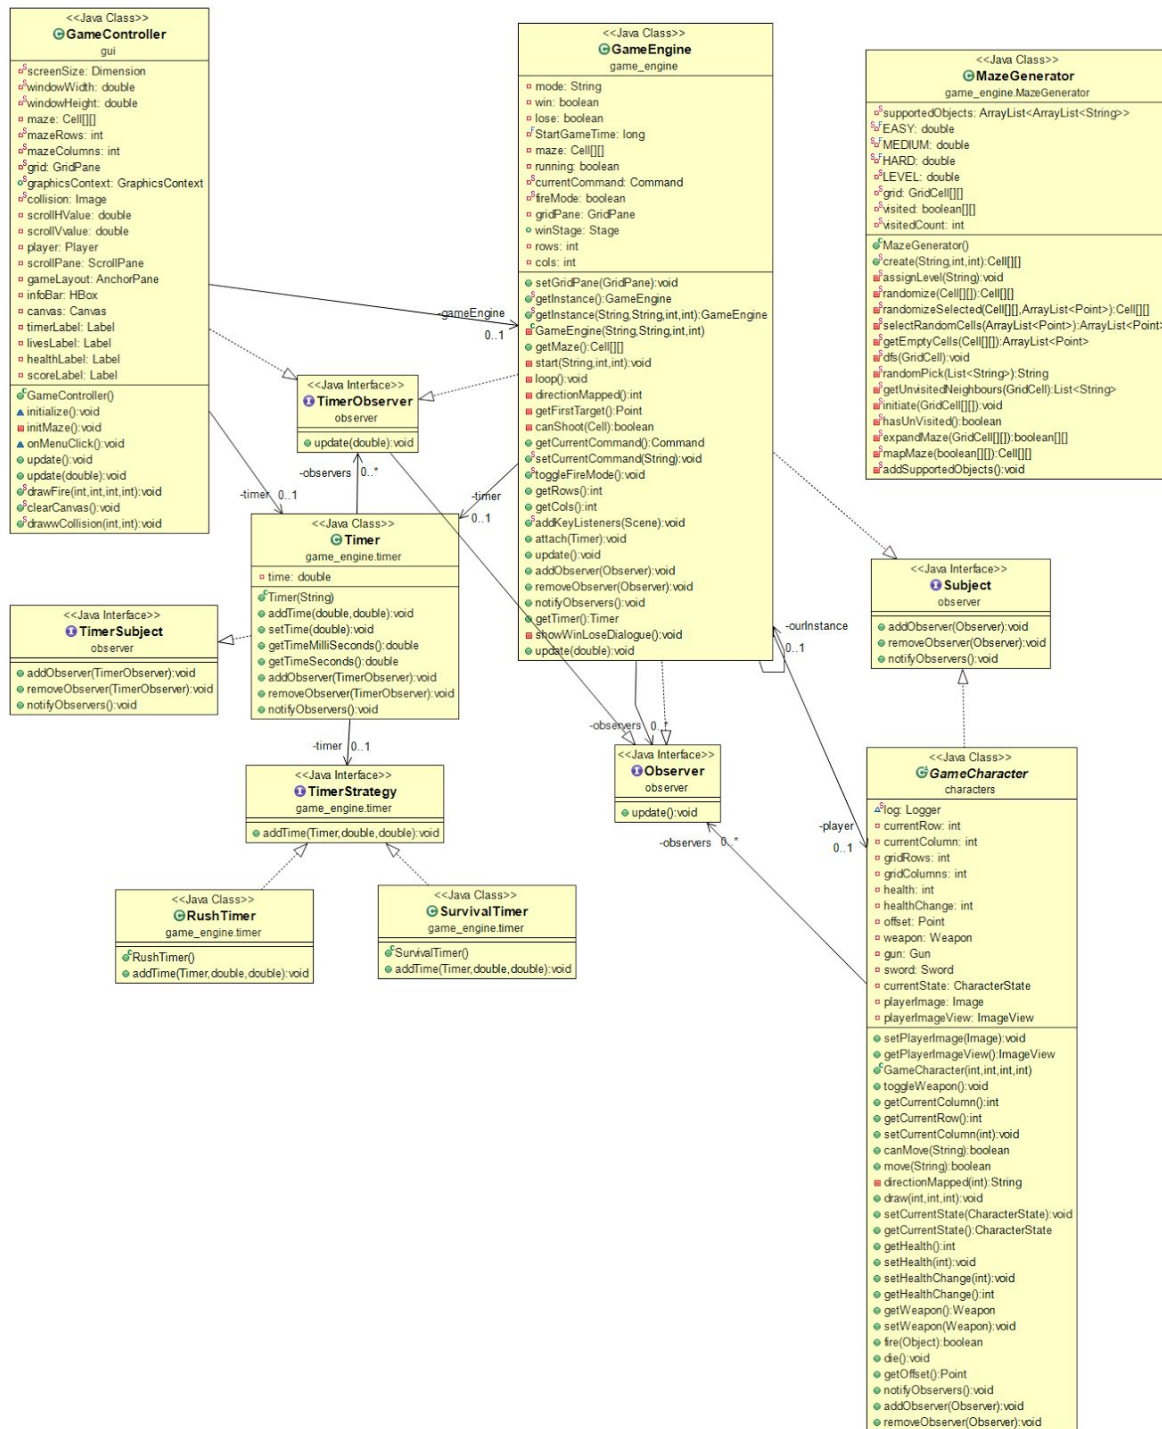 <<Java Class>>
GameController
gui
screenSize: Dimension
windowWidth: double
windowHeight: double
maze: Cell[][]
mazeRows: int
mazeColumns: int
grid: GridPane
graphicsContext: GraphicsContext
collision: Image
scrollHValue: double
scrollVvalue: double
player: Player
scrollPane: ScrollPane
gameLayout: AnchorPane
infoBar: HBox
canvas: Canvas
timerLabel: Label
livesLabel: Label
healthLabel: Label
scoreLabel: Label
GameController()
initialize():void
initMaze():void
onMenuClick():void
update():void
update(double):void
drawFire(int,int,int,int):void
clearCanvas():void
drawwCollision(int,int):void
<<Java Class>>
GameEngine
game_engine
mode: String
win: boolean
lose: boolean
StartGameTime: long
maze: Cell[][]
running: boolean
currentCommand: Command
fireMode: boolean
gridPane: GridPane
winStage: Stage
rows: int
cols: int
setGridPane(GridPane):void
getInstance():GameEngine
getInstance(String,String,int,int):GameEngine
GameEngine(String,String,int,int)
getMaze():Cell[][]
start(String,int,int):void
loop():void
directionMapped():int
getFirstTarget():Point
canShoot(Cell):boolean
getCurrentCommand():Command
setCurrentCommand(String):void
toggleFireMode():void
getRows():int
getCols():int
addKeyListeners(Scene):void
attach(Timer):void
update():void
addObserver(Observer):void
removeObserver(Observer):void
notifyObservers():void
getTimer():Timer
showWinLoseDialogue():void
update(double):void
<<Java Class>>
MazeGenerator
game_engine.MazeGenerator
supportedObjects: ArrayList<ArrayList<String>>
EASY: double
MEDIUM: double
HARD: double
LEVEL: double
grid: GridCell[][]
visited: boolean[][]
visitedCount: int
MazeGenerator()
create(String,int,int):Cell[][]
assignLevel(String):void
randomize(Cell[][]):Cell[][]
randomizeSelected(Cell[][],ArrayList<Point>):Cell[][]
selectRandomCells(ArrayList<Point>):ArrayList<Point>
getEmptyCells(Cell[][]):ArrayList<Point>
dfs(GridCell):void
randomPick(List<String>):String
getUnvisitedNeighbours(GridCell):List<String>
initiate(GridCell[][]):void
hasUnVisited():boolean
expandMaze(GridCell[][]):boolean[][]
mapMaze(boolean[][]):Cell[][]
addSupportedObjects():void
-gameEngine
0..1
<<Java Interface>>
TimerObserver
observer
update(double):void
-observers 0..*
-timer 0..1
-timer
0..1
<<Java Class>>
Timer
game_engine.timer
time: double
Timer(String)
addTime(double,double):void
setTime(double):void
getTimeMilliSeconds():double
getTimeSeconds():double
addObserver(TimerObserver):void
removeObserver(TimerObserver):void
notifyObservers():void
<<Java Interface>>
Subject
observer
addObserver(Observer):void
removeObserver(Observer):void
notifyObservers():void
<<Java Interface>>
TimerSubject
observer
addObserver(TimerObserver):void
removeObserver(TimerObserver):void
notifyObservers():void
-ourInstance
0..1
-timer 0..1
-observers 0..*
<<Java Interface>>
Observer
observer
update():void
<<Java Interface>>
TimerStrategy
game_engine.timer
addTime(Timer,double,double):void
-player
0..1
-observers 0..*
<<Java Class>>
RushTimer
game_engine.timer
RushTimer()
addTime(Timer,double,double):void
<<Java Class>>
SurvivalTimer
game_engine.timer
SurvivalTimer()
addTime(Timer,double,double):void
<<Java Class>>
GameCharacter
characters
log: Logger
currentRow: int
currentColumn: int
gridRows: int
gridColumns: int
health: int
healthChange: int
offset: Point
weapon: Weapon
gun: Gun
sword: Sword
currentState: CharacterState
playerImage: Image
playerImageView: ImageView
setPlayerImage(Image):void
getPlayerImageView():ImageView
GameCharacter(int,int,int,int)
toggleWeapon():void
getCurrentColumn():int
getCurrentRow():int
setCurrentColumn(int):void
canMove(String):boolean
move(String):boolean
directionMapped(int):String
draw(int,int,int):void
setCurrentState(CharacterState):void
getCurrentState():CharacterState
getHealth():int
setHealth(int):void
setHealthChange(int):void
getHealthChange():int
getWeapon():Weapon
setWeapon(Weapon):void
fire(Object):boolean
die():void
getOffset():Point
notifyObservers():void
addObserver(Observer):void
removeObserver(Observer):void